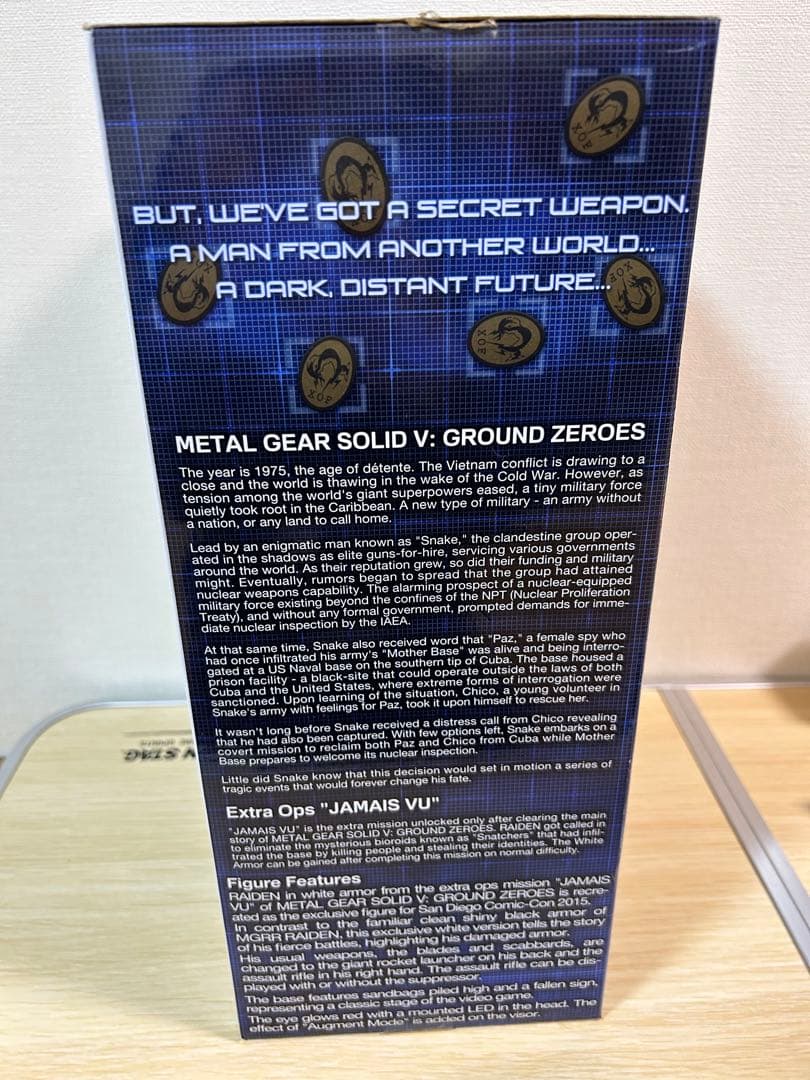 XOF
BUT, WE'VE GOT A SECRET WEAPON.
A MAN FROM ANOTHER WORLD...
XOF
A DARK, DISTANT FUTURE...
XOF
XOF
XOF
METAL GEAR SOLID V: GROUND ZEROES
The year is 1975, the age of détente. The Vietnam conflict is drawing to a
close and the world is thawing in the wake of the Cold War. However, as
tension among the world's giant superpowers eased, a tiny military force
quietly took root in the Caribbean. A new type of military - an army without
a nation, or any land to call home.
Lead by an enigmatic man known as "Snake," the clandestine group oper-
ated in the shadows as elite guns-for-hire, servicing various governments
around the world. As their reputation grew, so did their funding and military
might. Eventually, rumors began to spread that the group had attained
nuclear weapons capability. The alarming prospect of a nuclear-equipped
military force existing beyond the confines of the NPT (Nuclear Proliferation
Treaty), and without any formal government, prompted demands for imme-
diate nuclear inspection by the IAEA.
At that same time, Snake also received word that "Paz," a female spy who
had once infiltrated his army's "Mother Base" was alive and being interro-
gated at a US Naval base on the southern tip of Cuba. The base housed a
prison facility - a black-site that could operate outside the laws of both
Cuba and the United States, where extreme forms of interrogation were
sanctioned. Upon learning of the situation, Chico, a young volunteer in
Snake's army with feelings for Paz, took it upon himself to rescue her.
It wasn't long before Snake received a distress call from Chico revealing
that he had also been captured. With few options left, Snake embarks on a
covert mission to reclaim both Paz and Chico from Cuba while Mother
Base prepares to welcome its nuclear inspection.
Little did Snake know that this decision would set in motion a series of
tragic events that would forever change his fate.
Extra Ops "JAMAIS VU"
"JAMAIS VU" is the extra mission unlocked only after clearing the main
story of METAL GEAR SOLID V: GROUND ZEROES. RAIDEN got called in
to eliminate the mysterious bioroids known as "Snatchers" that had infil-
trated the base by killing people and stealing their identities. The White
Armor can be gained after completing this mission on normal difficulty.
Figure Features
RAIDEN in white armor from the extra ops mission "JAMAIS
VU" of METAL GEAR SOLID V: GROUND ZEROES is recre-
ated as the exclusive figure for San Diego Comic-Con 2015.
In contrast to the familiar clean shiny black armor of
MGRR RAIDEN, this exclusive white version tells the story
of his fierce battles, highlighting his damaged armor.
His usual weapons, the blades and scabbards, are
changed to the giant rocket launcher on his back and the
assault rifle in his right hand. The assault rifle can be dis-
played with or without the suppressor.
The base features sandbags piled high and a fallen sign,
representing a classic stage of the video game.
The eye glows red with a mounted LED in the head. The
effect of "Augment Mode" is added on the visor.